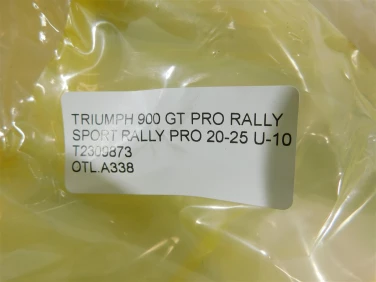 TRIUMPH 900 GT PRO RALLY
SPORT RALLY PRO 20-25 U-10
T2309873
OTL.A338